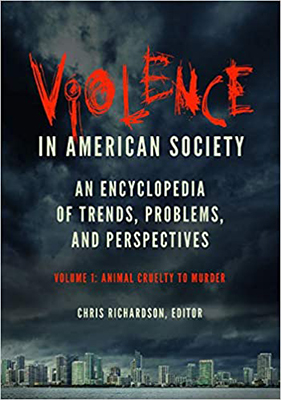 VIOLENCE
IN AMERICAN SOCIETY
AN ENCYCLOPEDIA
OF TRENDS, PROBLEMS,
AND PERSPECTIVES
VOLUME 1: ANIMAL CRUELTY TO MURDER
CHRIS RICHARDSON, EDITOR